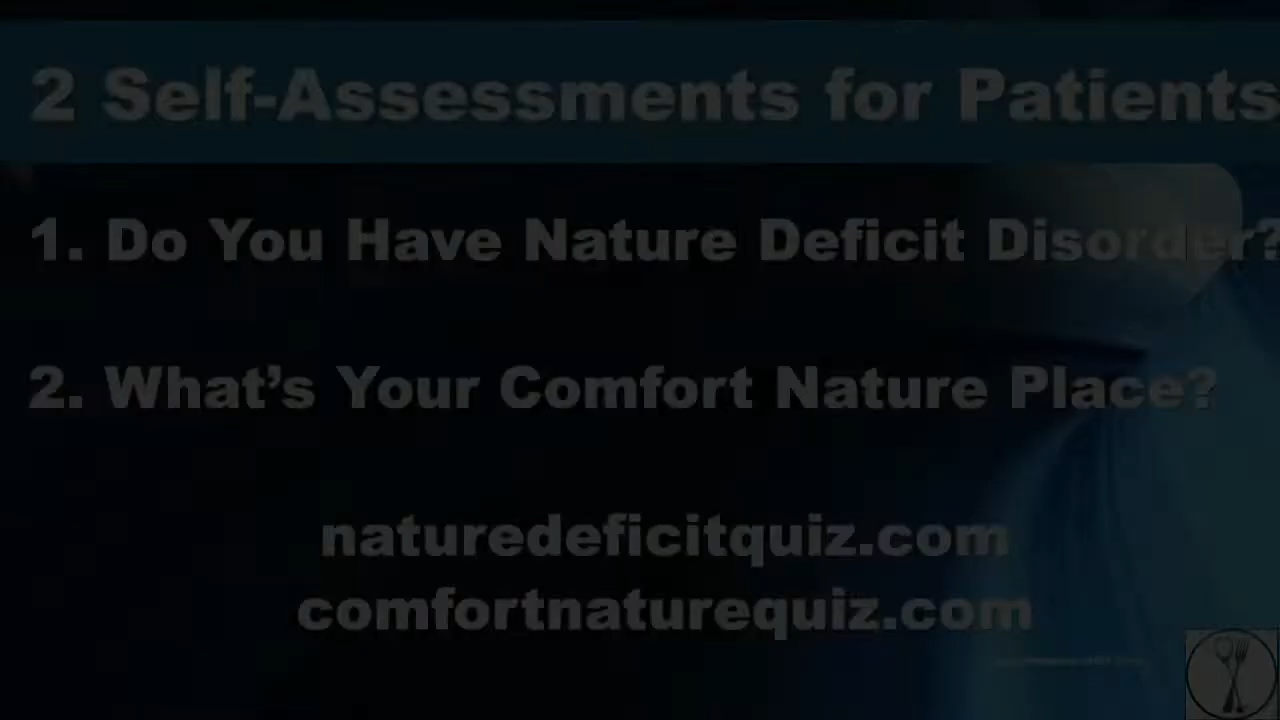 2 Self-Assessments for Patients
1. Do You Have Nature Deficit Disorder?
2. What’s Your Comfort Nature Place?
naturedeficitquiz.com
comfortnaturequiz.com